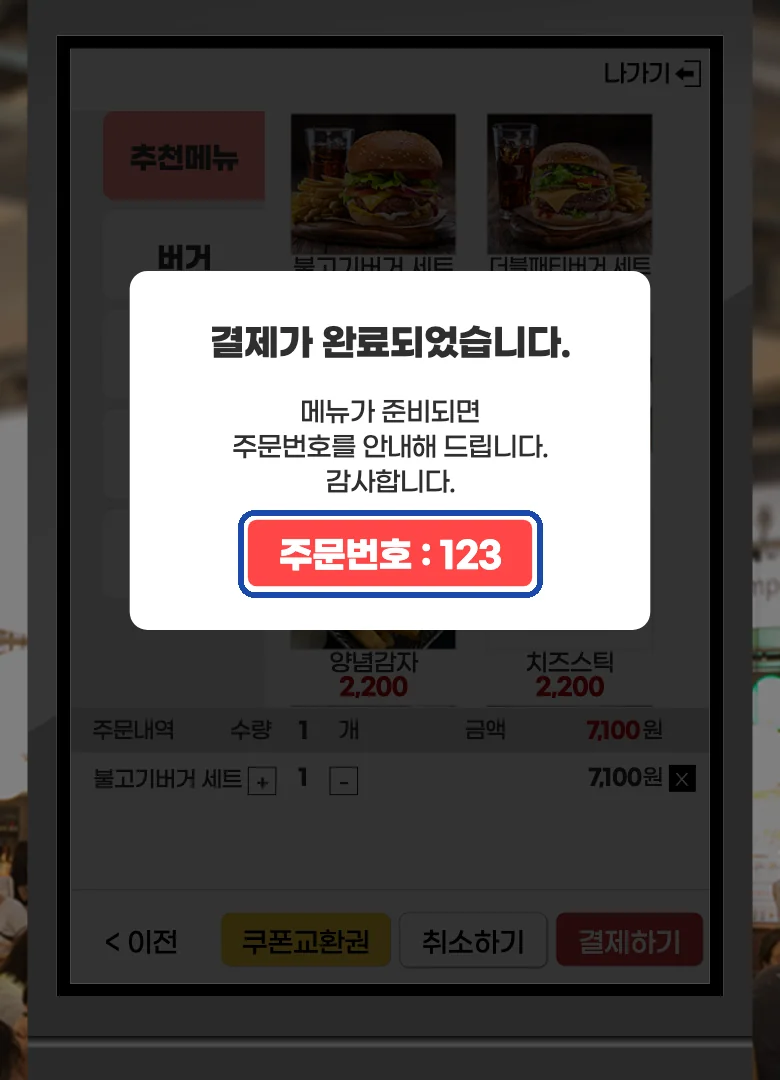 나가기
추천메뉴
버거
불고기버거 세트
더블패티버거 세트
결제가 완료되었습니다.
메뉴가 준비되면
주문번호를 안내해 드립니다.
감사합니다.
주문번호 : 123
양념감자
치즈스틱
2,200
2,200
주문내역 수량 1 개 금액 7,100원
불고기버거 세트 + 1 - 7,100원 X
< 이전 쿠폰교환권 취소하기 결제하기